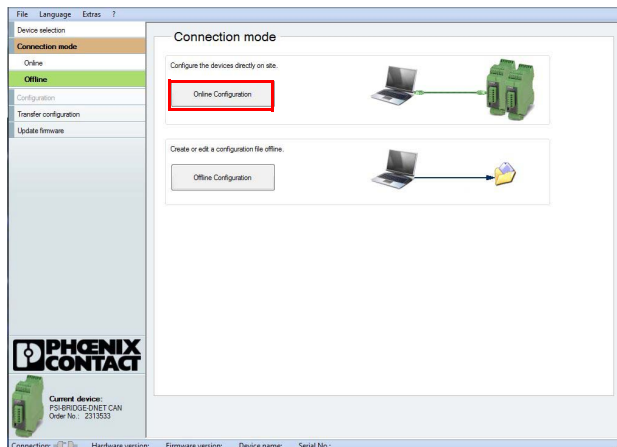 File Language Extras ?
Device selection
Connection mode
Online
Offline
Configuration
Transfer configuration
Update firmware
Connection mode
Configure the devices directly on site.
Online Configuration
Create or edit a configuration file offline.
Offline Configuration
PHŒNIX
CONTACT
Current device:
PSI-BRIDGE-DNET CAN
Order No.: 2313533
Connection: Hardware version: Firmware version: Device name: Serial No.: